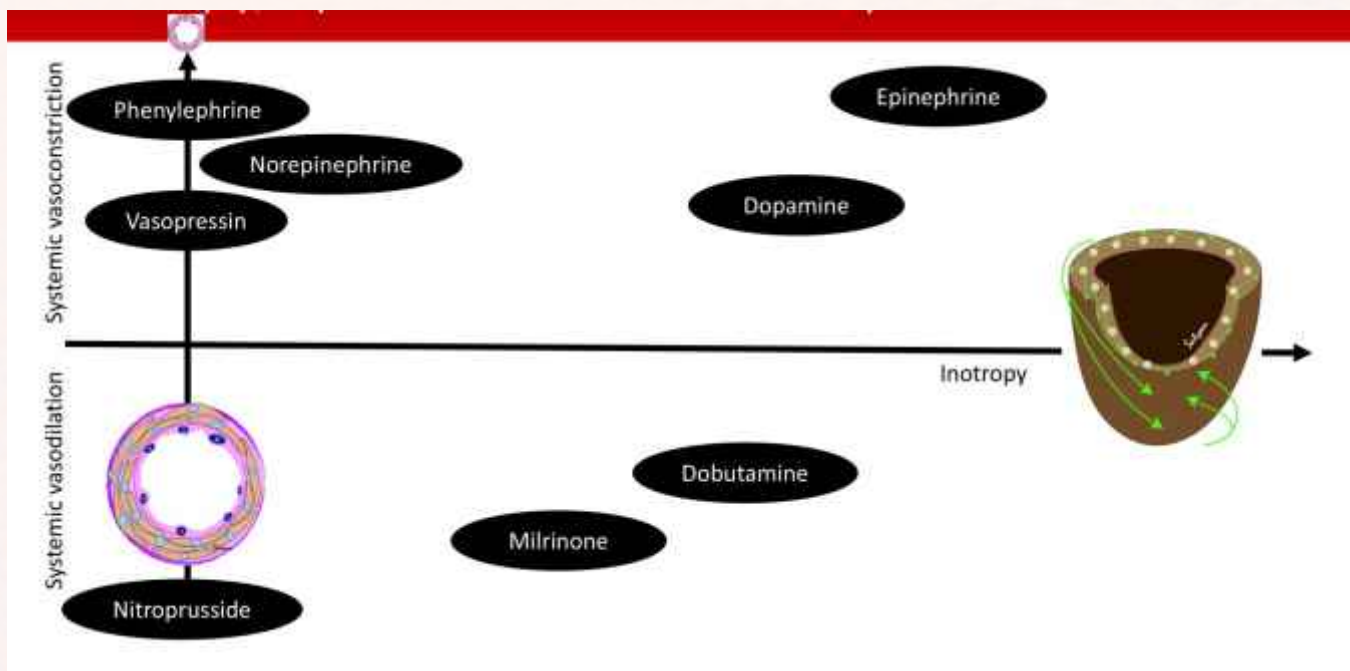 Systemic vasoconstriction
Phenylephrine
Epinephrine
Norepinephrine
Dopamine
Vasopressin
Inotropy
Systemic vasodilation
Dobutamine
Milrinone
Nitroprusside